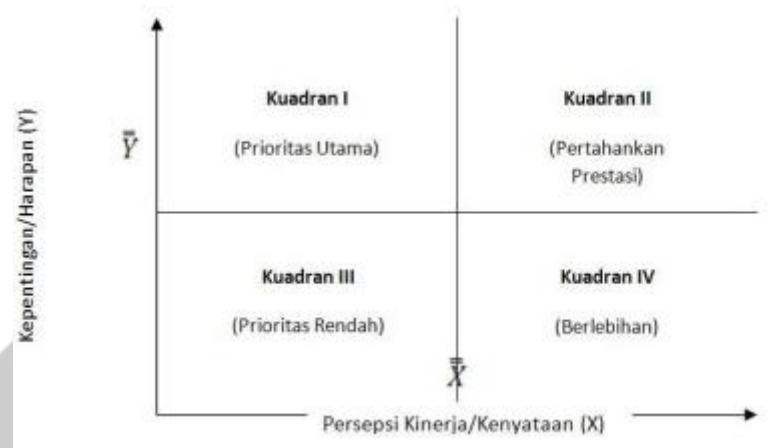 Kepentingan/Harapan (Y)
Y̿
Kuadran I
(Prioritas Utama)
Kuadran II
(Pertahankan
Prestasi)
Kuadran III
(Prioritas Rendah)
Kuadran IV
(Berlebihan)
X̿
Persepsi Kinerja/Kenyataan (X)